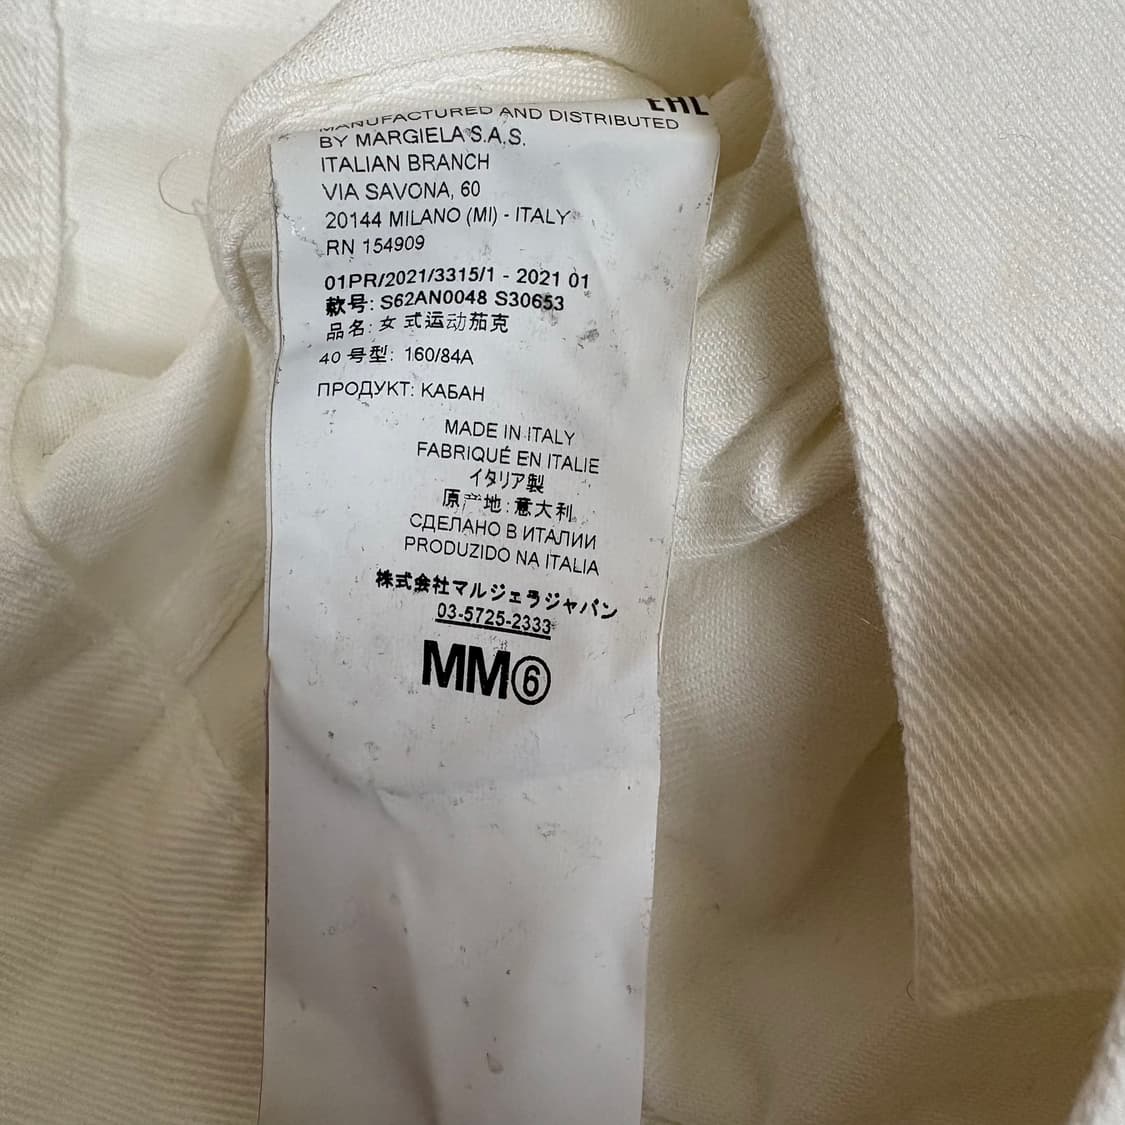 EAC
MANUFACTURED AND DISTRIBUTED
BY MARGIELA S.A.S.
ITALIAN BRANCH
VIA SAVONA, 60
20144 MILANO (MI) - ITALY
RN 154909
01PR/2021/3315/1 - 2021 01
款号: S62AN0048 S30653
品名: 女 式运动茄克
40 号型: 160/84A
ПРОДУКТ: КАБАН
MADE IN ITALY
FABRIQUÉ EN ITALIE
イタリア製
原产地:意大利
СДЕЛАНО В ИТАЛИИ
PRODUZIDO NA ITALIA
株式会社マルジェラジャパン
03-5725-2333
MM⑥